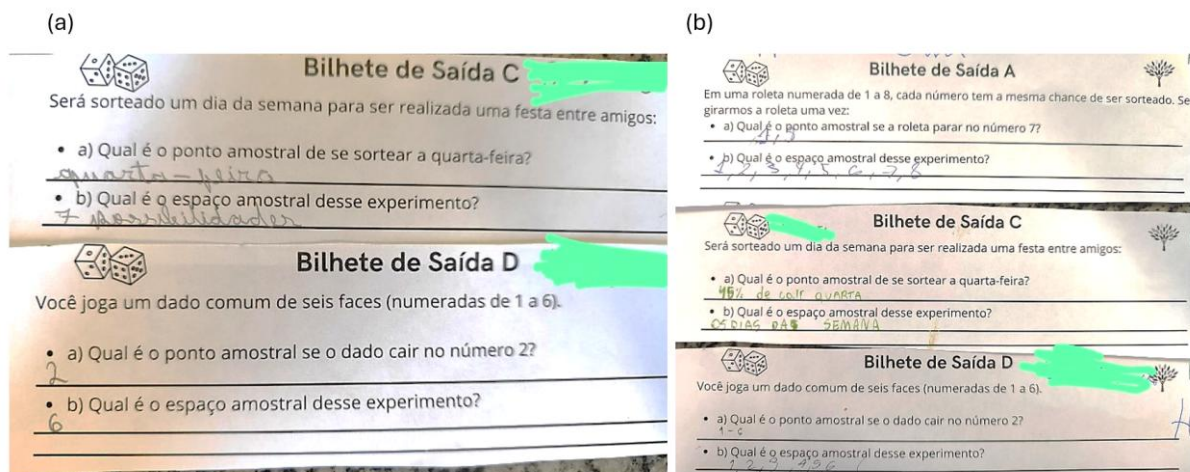 (a)
Bilhete de Saída C
Será sorteado um dia da semana para ser realizada uma festa entre amigos:
• a) Qual é o ponto amostral de se sortear a quarta-feira?
quarta-feira
• b) Qual é o espaço amostral desse experimento?
7 possibilidades
Bilhete de Saída D
Você joga um dado comum de seis faces (numeradas de 1 a 6).
• a) Qual é o ponto amostral se o dado cair no número 2?
2
• b) Qual é o espaço amostral desse experimento?
6
(b)
Bilhete de Saída A
Em uma roleta numerada de 1 a 8, cada número tem a mesma chance de ser sorteado. Se
girarmos a roleta uma vez:
• a) Qual é o ponto amostral se a roleta parar no número 7?
• b) Qual é o espaço amostral desse experimento?
1, 2, 3, 4, 5, 6, 7, 8
Bilhete de Saída C
Será sorteado um dia da semana para ser realizada uma festa entre amigos:
• a) Qual é o ponto amostral de se sortear a quarta-feira?
de cair QUARTA
• b) Qual é o espaço amostral desse experimento?
OS DIAS DAS SEMANA
Bilhete de Saída D
Você joga um dado comum de seis faces (numeradas de 1 a 6).
• a) Qual é o ponto amostral se o dado cair no número 2?
1-6
• b) Qual é o espaço amostral desse experimento?
1, 2, 3, 4, 5, 6